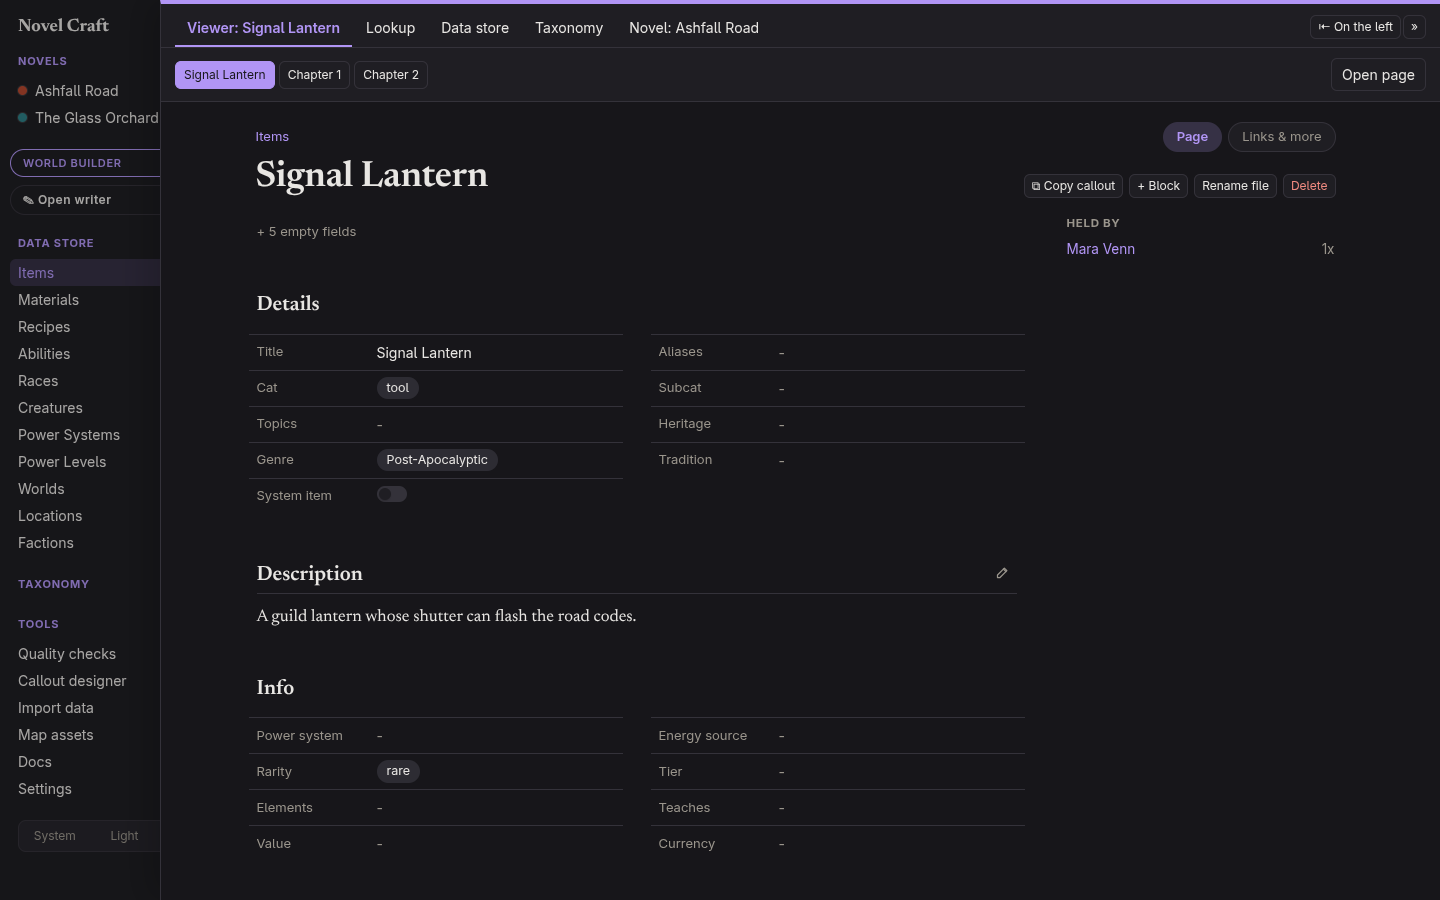 Novel Craft
NOVELS
Ashfall Road
The Glass Orchard
WORLD BUILDER
✎ Open writer
DATA STORE
Items
Materials
Recipes
Abilities
Races
Creatures
Power Systems
Power Levels
Worlds
Locations
Factions
TAXONOMY
TOOLS
Quality checks
Callout designer
Import data
Map assets
Docs
Settings
System Light
Viewer: Signal Lantern Lookup Data store Taxonomy Novel: Ashfall Road
⇤ On the left »
Signal Lantern Chapter 1 Chapter 2
Open page
Items
Page Links & more
Signal Lantern
⧉ Copy callout + Block Rename file Delete
+ 5 empty fields
HELD BY
Mara Venn 1x
Details
Title Signal Lantern
Aliases -
Cat tool
Subcat -
Topics -
Heritage -
Genre Post-Apocalyptic
Tradition -
System item
Description
A guild lantern whose shutter can flash the road codes.
Info
Power system -
Energy source -
Rarity rare
Tier -
Elements -
Teaches -
Value -
Currency -